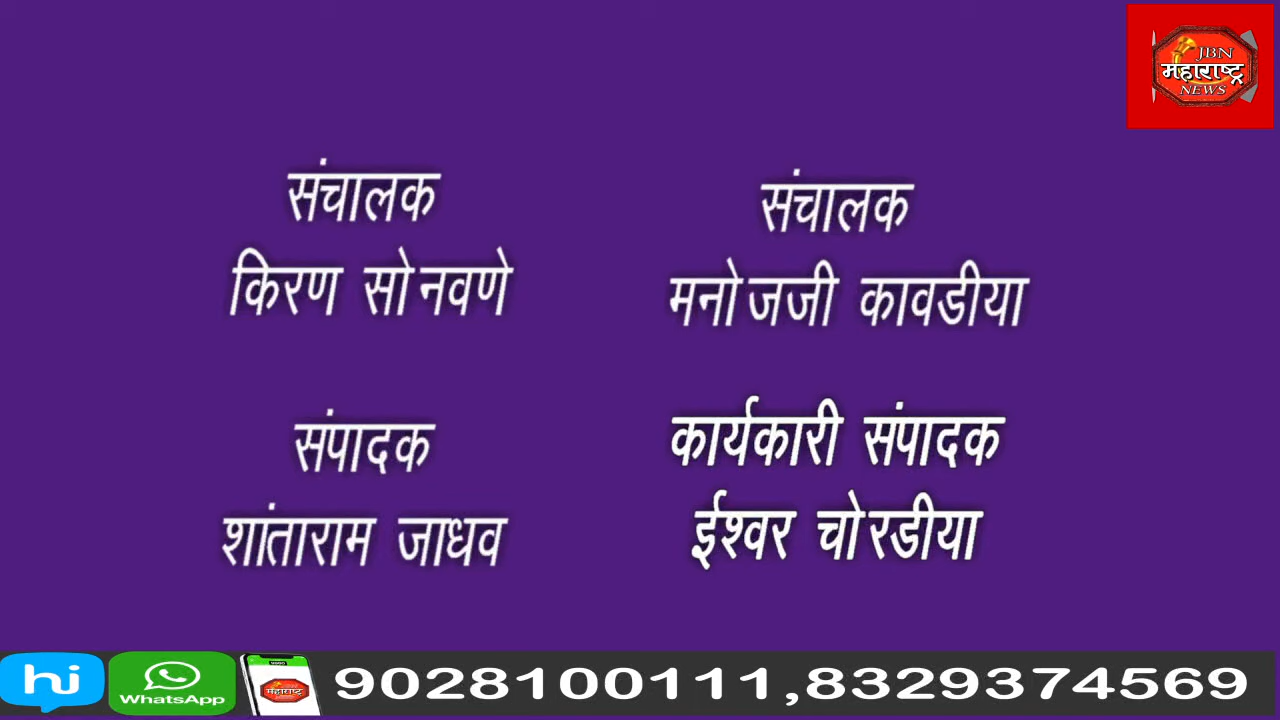 JBN
महाराष्ट्र
NEWS
संचालक
किरण सोनवणे
संचालक
मनोजजी कावडीया
संपादक
शांताराम जाधव
कार्यकारी संपादक
ईश्वर चोरडीया
hi
WhatsApp
महाराष्ट्र
9028100111,8329374569